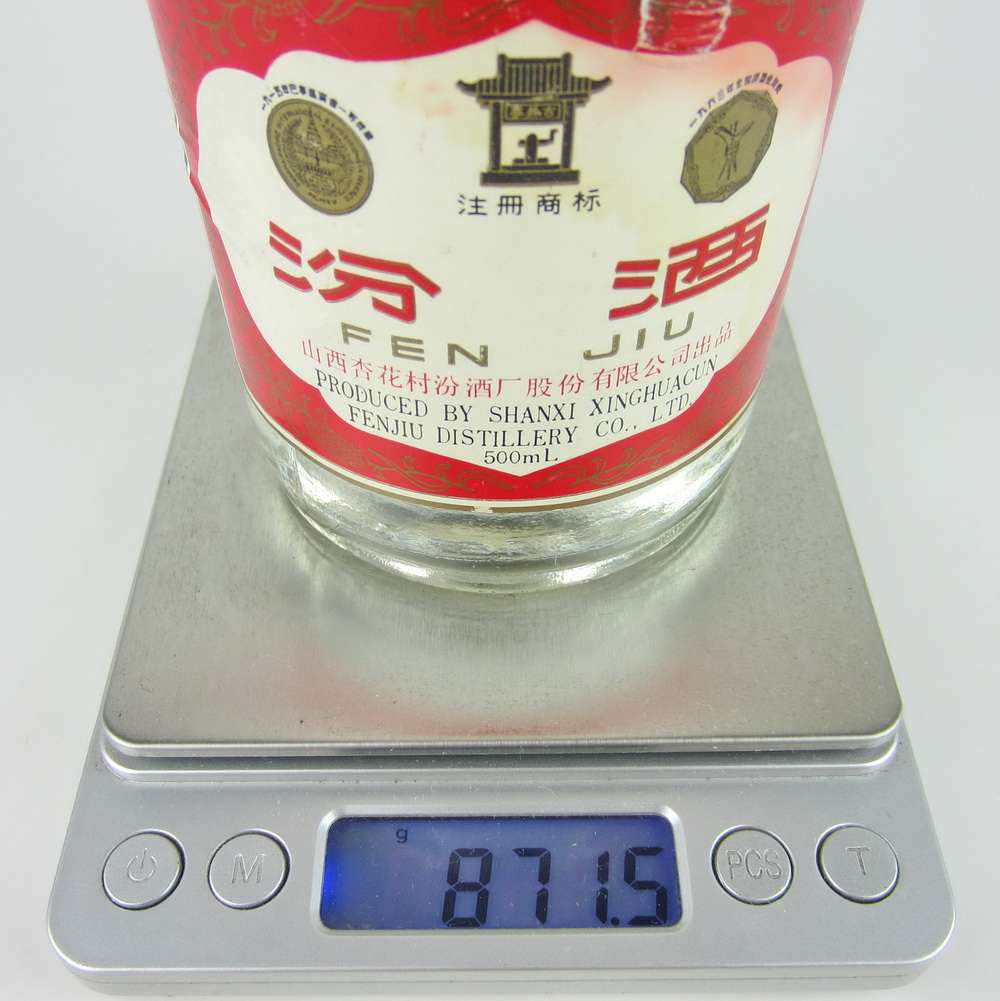 注册商标
汾酒
FEN JIU
山西杏花村汾酒厂股份有限公司出品
PRODUCED BY SHANXI XINGHUACUN
FENJIU DISTILLERY CO., LTD.
500mL
g
871.5
M
PCS
T